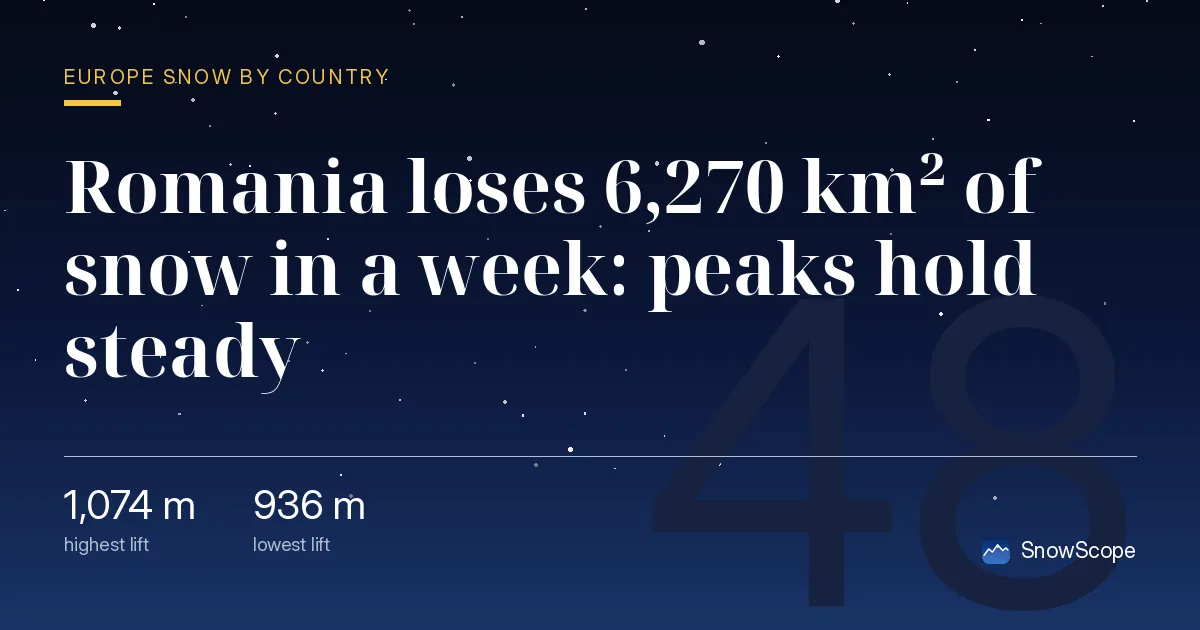 EUROPE SNOW BY COUNTRY
Romania loses 6,270 km² of
snow in a week: peaks hold
steady
48
1,074 m 936 m
highest lift lowest lift
SnowScope